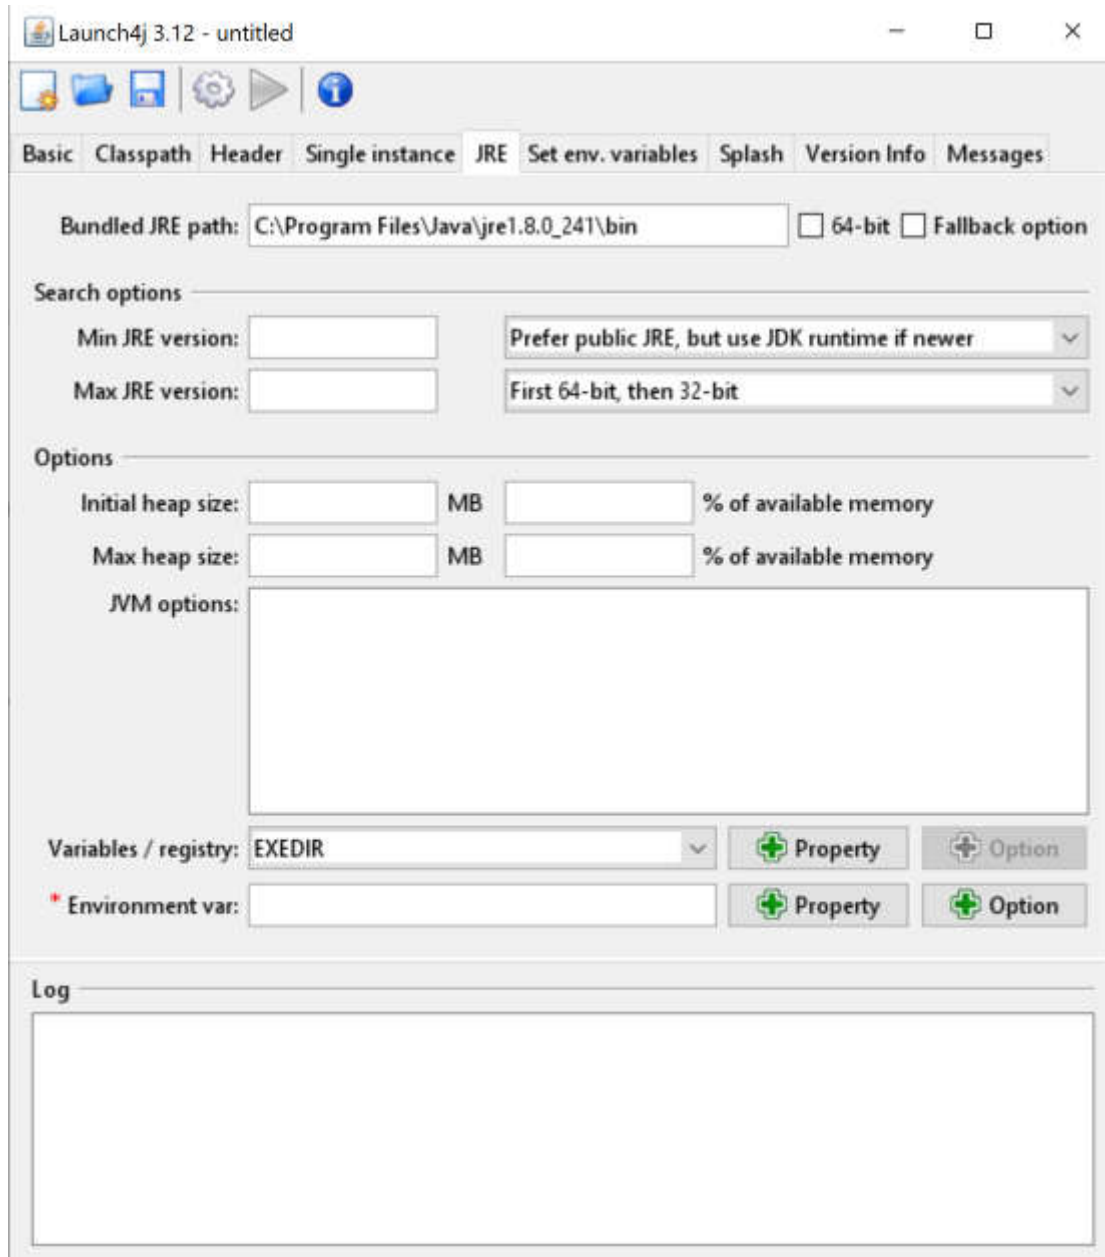 Launch4j 3.12 - untitled
Basic Classpath Header Single instance JRE Set env. variables Splash Version Info Messages
Bundled JRE path: C:\Program Files\Java\jre1.8.0_241\bin 64-bit Fallback option
Search options
Min JRE version: Prefer public JRE, but use JDK runtime if newer
Max JRE version: First 64-bit, then 32-bit
Options
Initial heap size: MB % of available memory
Max heap size: MB % of available memory
JVM options:
Variables / registry: EXEDIR Property Option
* Environment var: Property Option
Log